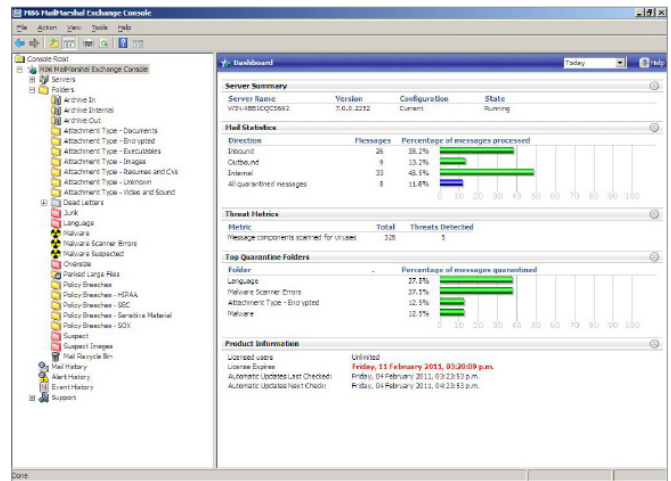 M86 MailMarshal Exchange Console
File Action View Tools Help
Console Root
M86 MailMarshal Exchange Console
Servers
Folders
Archive In
Archive Internal
Archive Out
Attachment Type - Documents
Attachment Type - Encrypted
Attachment Type - Executables
Attachment Type - Images
Attachment Type - Resumes and CVs
Attachment Type - Unknown
Attachment Type - Video and Sound
Dead Letters
Junk
Language
Malware
Malware Scanner Errors
Malware Suspected
Oversize
Parked Large Files
Policy Breaches
Policy Breaches - HIPAA
Policy Breaches - SEC
Policy Breaches - Sensitive Material
Policy Breaches - SOX
Suspect
Suspect Images
Mail Recycle Bin
Mail History
Alert History
Event History
Support
Dashboard Today Help
Server Summary
Server Name Version Configuration State
7.0.0.2252 Current Running
Mail Statistics
Direction Messages Percentage of messages processed
Inbound 26 38.2%
Outbound 9 13.2%
Internal 33 48.5%
All quarantined messages 8 11.8%
0 10 20 30 40 50 60 70 80 90 100
Threat Metrics
Metric Total Threats Detected
Message components scanned for viruses 326 5
Top Quarantine Folders
Folder Percentage of messages quarantined
Language 37.5%
Malware Scanner Errors 37.5%
Attachment Type - Encrypted 12.5%
Malware 12.5%
0 10 20 30 40 50 60 70 80 90 100
Product Information
Licensed users Unlimited
License Expires Friday, 11 February 2011, 03:20:09 p.m.
Automatic Updates Last Checked: Friday, 04 February 2011, 03:23:53 p.m.
Automatic Updates Next Check: Friday, 04 February 2011, 04:23:53 p.m.
Done